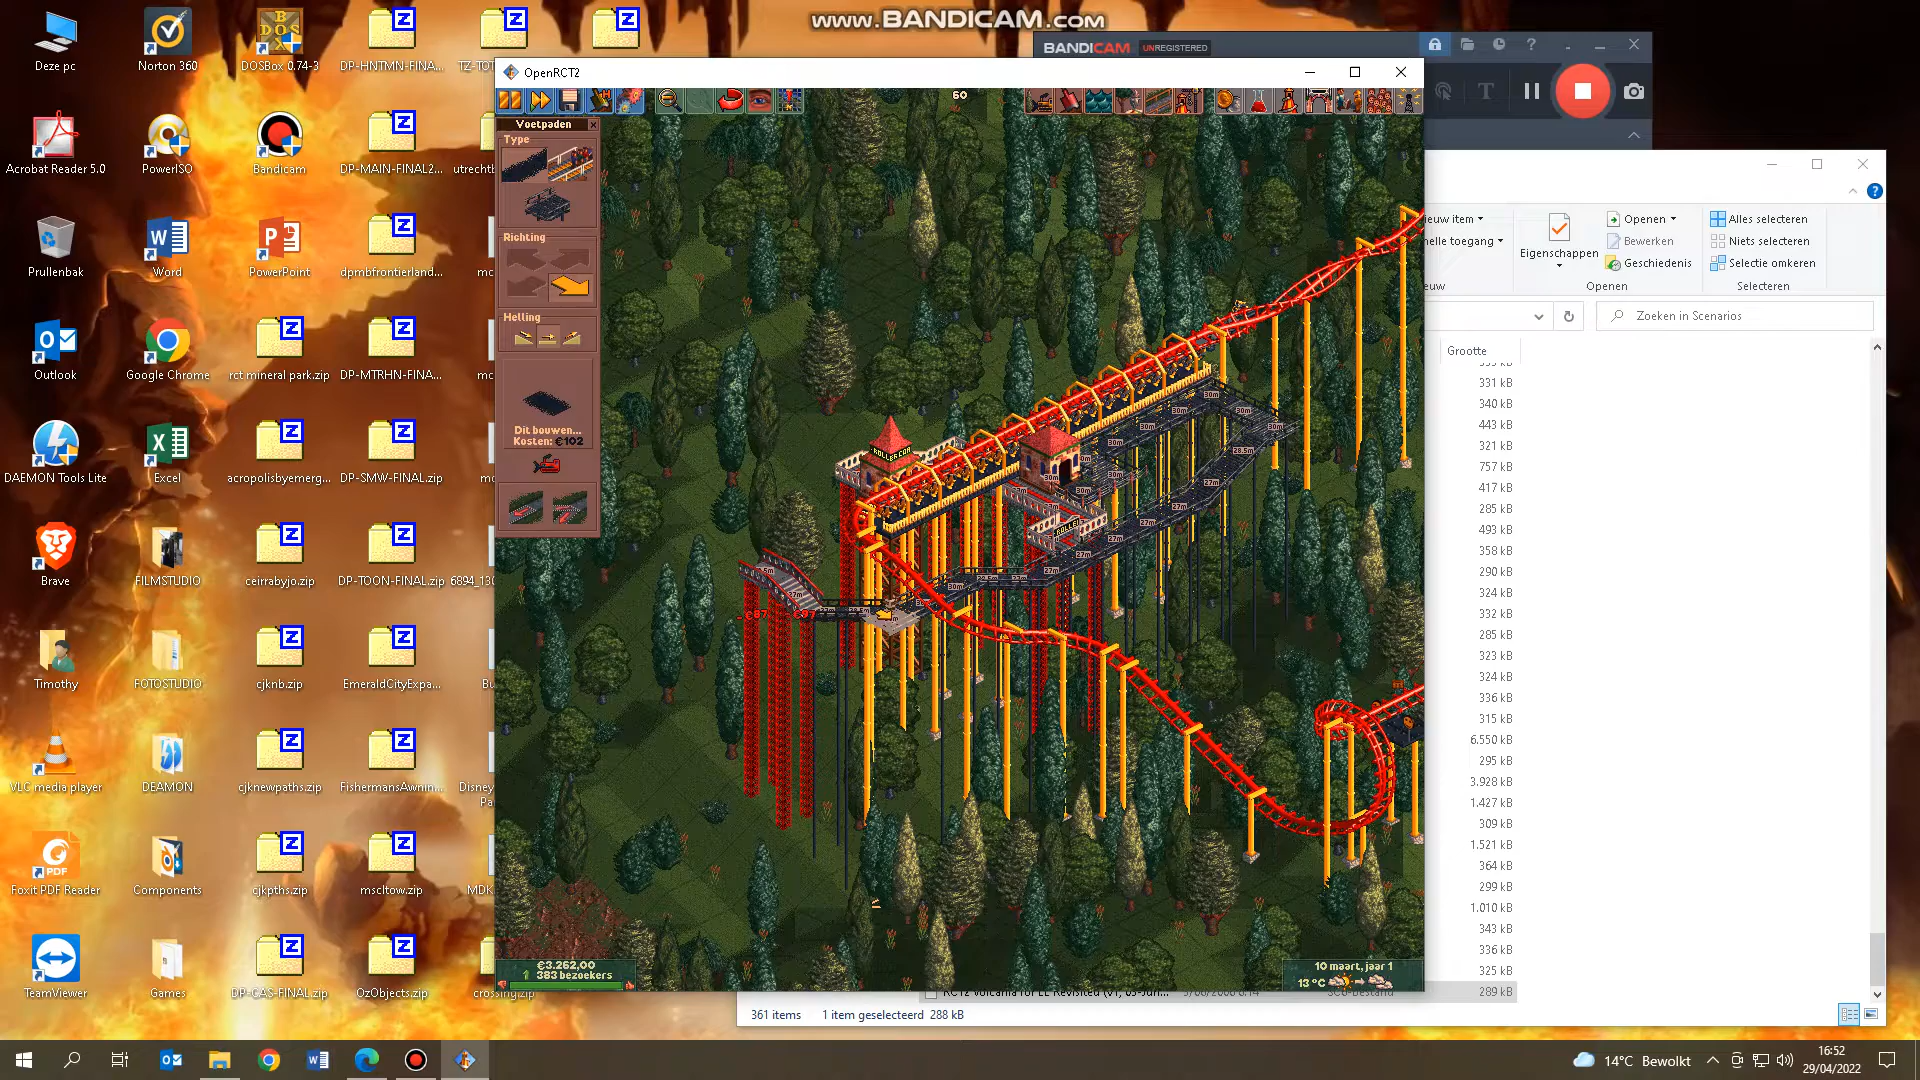 www.BANDICAM.com
BANDICAM UNREGISTERED
OpenRCT2
60
Voetpaden
Type
Richting
Helling
Dit bouwen...
Kosten: €102
€3.262,00
383 bezoekers
10 maart, jaar 1
13 °C
Deze pc
Norton 360
DOSBox 0.74-3
DP-HNTMN-FINA...
Acrobat Reader 5.0
PowerISO
Bandicam
DP-MAIN-FINAL2...
Prullenbak
Word
PowerPoint
dpmbfrontierland...
Outlook
Google Chrome
rct mineral park.zip
DP-MTRHN-FINA...
DAEMON Tools Lite
Excel
acropolisbyemerg...
DP-SMW-FINAL.zip
Brave
FILMSTUDIO
ceirrabyjo.zip
DP-TOON-FINAL.zip
Timothy
FOTOSTUDIO
cjknb.zip
EmeraldCityExpa...
VLC media player
DEAMON
cjknewpaths.zip
FishermansAwnin...
Foxit PDF Reader
Components
cjkpths.zip
mscltow.zip
TeamViewer
Games
DP-CAS-FINAL.zip
OzObjects.zip
crossing.zip
Openen
Alles selecteren
Bewerken
Niets selecteren
Eigenschappen
Geschiedenis
Selectie omkeren
Openen
Selecteren
Zoeken in Scenarios
Grootte
331 kB
340 kB
443 kB
321 kB
757 kB
417 kB
285 kB
493 kB
358 kB
290 kB
324 kB
332 kB
285 kB
323 kB
324 kB
336 kB
315 kB
6.550 kB
295 kB
3.928 kB
1.427 kB
309 kB
1.521 kB
364 kB
299 kB
1.010 kB
343 kB
336 kB
325 kB
289 kB
361 items 1 item geselecteerd 288 kB
14°C Bewolkt
16:52
29/04/2022